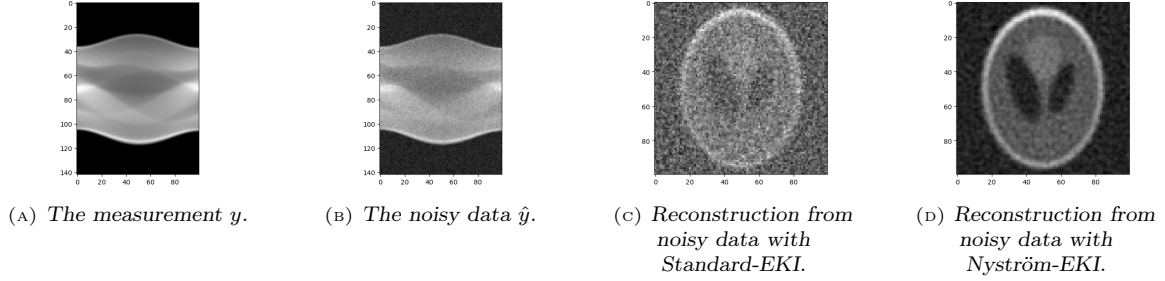 0
20
40
60
80
100
120
140
0 20 40 60 80
0
20
40
60
80
100
120
140
0 20 40 60 80
0
20
40
60
80
0 20 40 60 80
0
20
40
60
80
0 20 40 60 80
(A) The measurement y.
(B) The noisy data ŷ.
(C) Reconstruction from
noisy data with
Standard-EKI.
(D) Reconstruction from
noisy data with
Nyström-EKI.